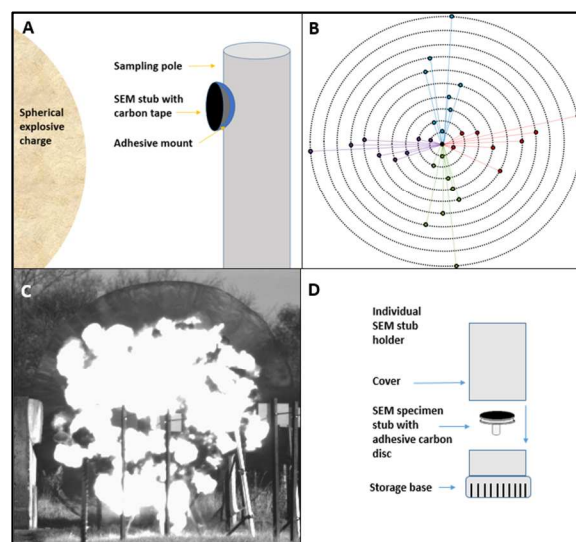 A
Sampling pole
SEM stub with
carbon tape
Adhesive mount
Spherical
explosive
charge
B
C
D
Individual
SEM stub
holder
Cover
SEM specimen
stub with
adhesive carbon
disc
Storage base